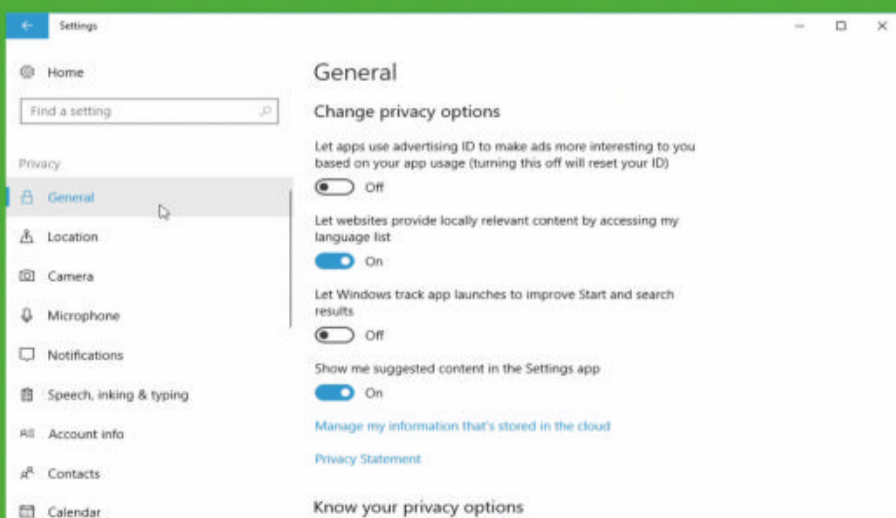 Settings
Home
Find a setting
Privacy
General
Location
Camera
Microphone
Notifications
Speech, inking & typing
Account info
Contacts
Calendar
General
Change privacy options
Let apps use advertising ID to make ads more interesting to you
based on your app usage (turning this off will reset your ID)
Off
Let websites provide locally relevant content by accessing my
language list
On
Let Windows track app launches to improve Start and search
results
Off
Show me suggested content in the Settings app
On
Manage my information that's stored in the cloud
Privacy Statement
Know your privacy options